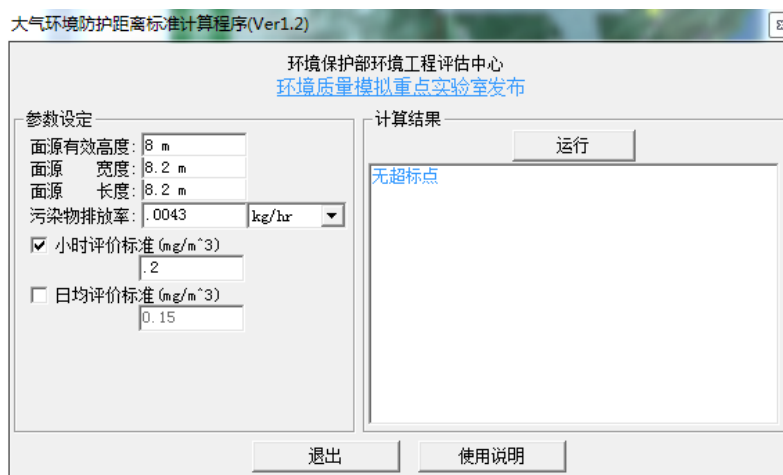 大气环境防护距离标准计算程序(Ver1.2)
环境保护部环境工程评估中心
环境质量模拟重点实验室发布
参数设定
面源有效高度: 8 m
面源 宽度: 8.2 m
面源 长度: 8.2 m
污染物排放率: .0043 kg/hr
小时评价标准(mg/m^3)
.2
日均评价标准(mg/m^3)
0.15
计算结果
运行
无超标点
退出 使用说明